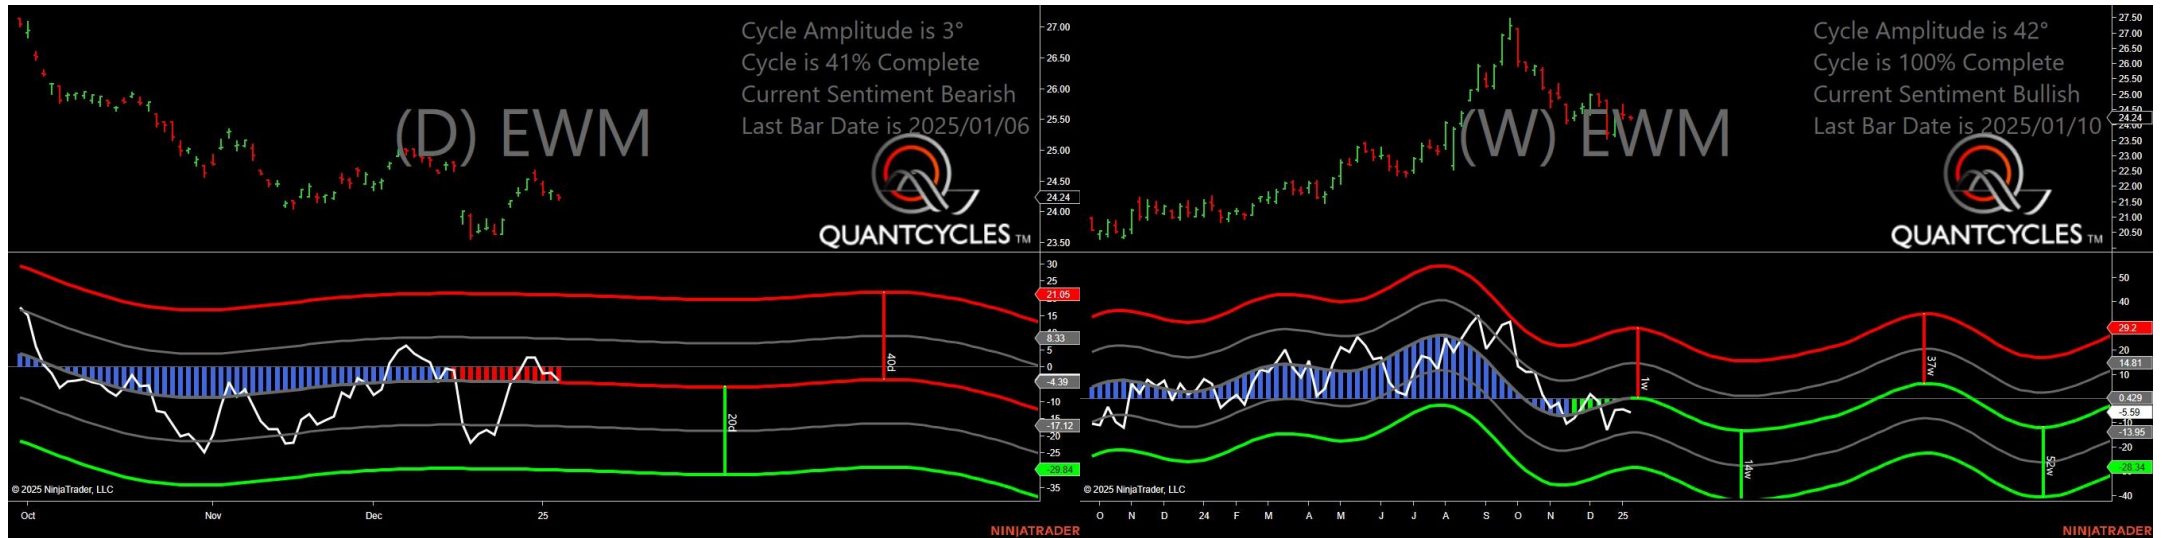 Cycle Amplitude is 3°
Cycle is 41% Complete
Current Sentiment Bearish
Last Bar Date is 2025/01/06
(D) EWM
QUANTCYCLES TM
27.00
26.50
26.00
25.50
25.00
24.50
24.24
24.00
23.50
30
25
21.05
15
8.33
5
0
-4.39
-10
-15
-17.12
-20
-25
-29.84
-35
40d
20d
© 2025 NinjaTrader, LLC
Oct
Nov
Dec
25
NINJATRADER
Cycle Amplitude is 42°
Cycle is 100% Complete
Current Sentiment Bullish
Last Bar Date is 2025/01/10
(W) EWM
QUANTCYCLES TM
27.50
27.00
26.50
26.00
25.50
25.00
24.50
24.24
24.00
23.50
23.00
22.50
22.00
21.50
21.00
20.50
50
40
29.2
20
14.81
10
0.429
-5.59
-10
-13.95
-20
-28.34
-40
1w
37w
14w
52w
© 2025 NinjaTrader, LLC
O N D 24 F M A M J J A S O N D 25
NINJATRADER